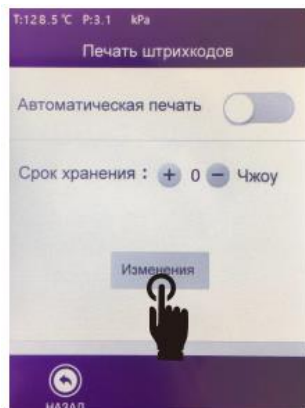 T:128.5℃ P:3.1 kPa
Печать штрихкодов
Автоматическая печать
Срок хранения : + 0 - Чжоу
Изменения
НАЗАД